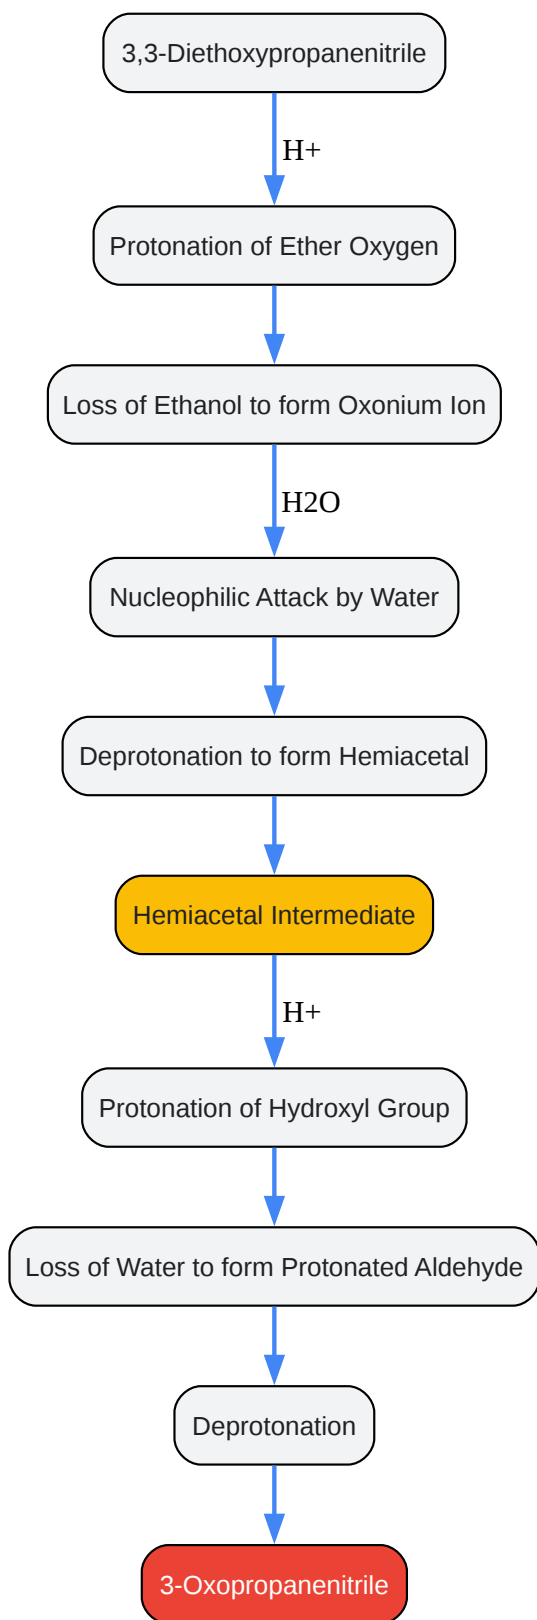 3,3-Diethoxypropanenitrile
H+
Protonation of Ether Oxygen
Loss of Ethanol to form Oxonium Ion
H2O
Nucleophilic Attack by Water
Deprotonation to form Hemiacetal
Hemiacetal Intermediate
H+
Protonation of Hydroxyl Group
Loss of Water to form Protonated Aldehyde
Deprotonation
3-Oxopropanenitrile